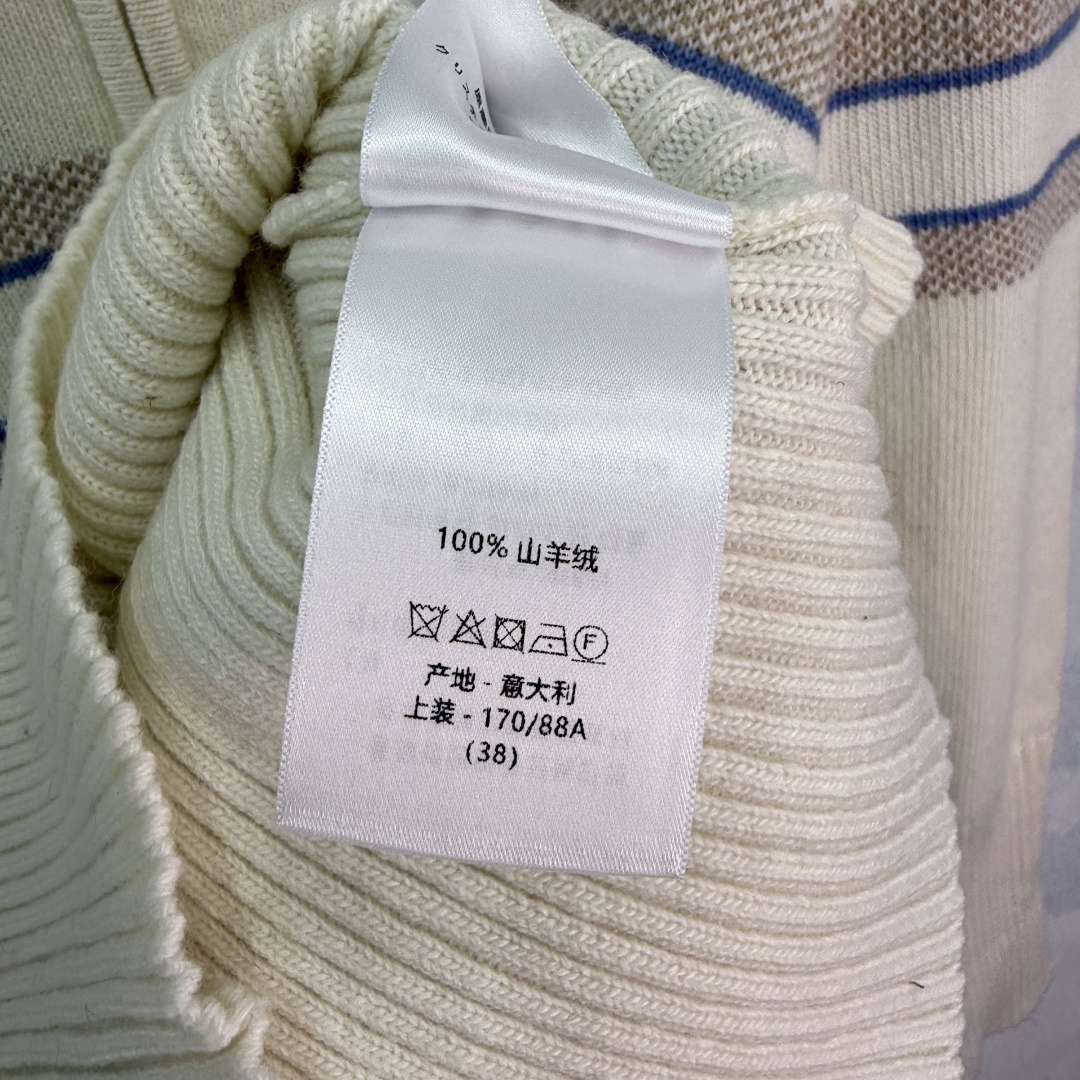 100% 山羊绒
F
产地 - 意大利
上装 - 170/88A
(38)